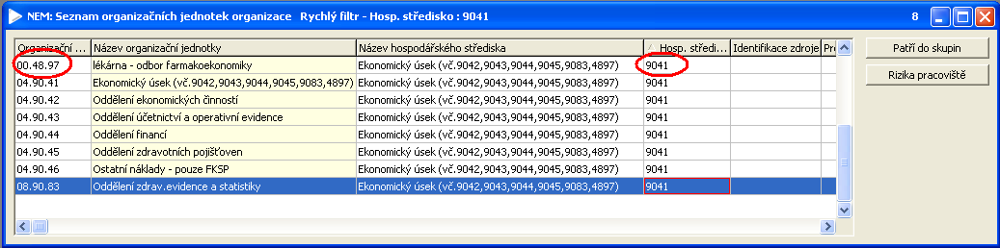 NEM: Seznam organizačních jednotek organizace Rychlý filtr - Hosp. středisko : 9041 8
Organizační ... Název organizační jednotky Název hospodářského střediska Hosp. středi... Identifikace zdroje Pro
00.48.97 lékárna - odbor farmakoekonomiky Ekonomický úsek (vč.9042,9043,9044,9045,9083,4897) 9041
04.90.41 Ekonomický úsek (vč.9042,9043,9044,9045,9083,4897) Ekonomický úsek (vč.9042,9043,9044,9045,9083,4897) 9041
04.90.42 Oddělení ekonomických činností Ekonomický úsek (vč.9042,9043,9044,9045,9083,4897) 9041
04.90.43 Oddělení účetnictví a operativní evidence Ekonomický úsek (vč.9042,9043,9044,9045,9083,4897) 9041
04.90.44 Oddělení financí Ekonomický úsek (vč.9042,9043,9044,9045,9083,4897) 9041
04.90.45 Oddělení zdravotních pojišťoven Ekonomický úsek (vč.9042,9043,9044,9045,9083,4897) 9041
04.90.46 Ostatní náklady - pouze FKSP Ekonomický úsek (vč.9042,9043,9044,9045,9083,4897) 9041
08.90.83 Oddělení zdrav.evidence a statistiky Ekonomický úsek (vč.9042,9043,9044,9045,9083,4897) 9041
Patří do skupin
Rizika pracoviště